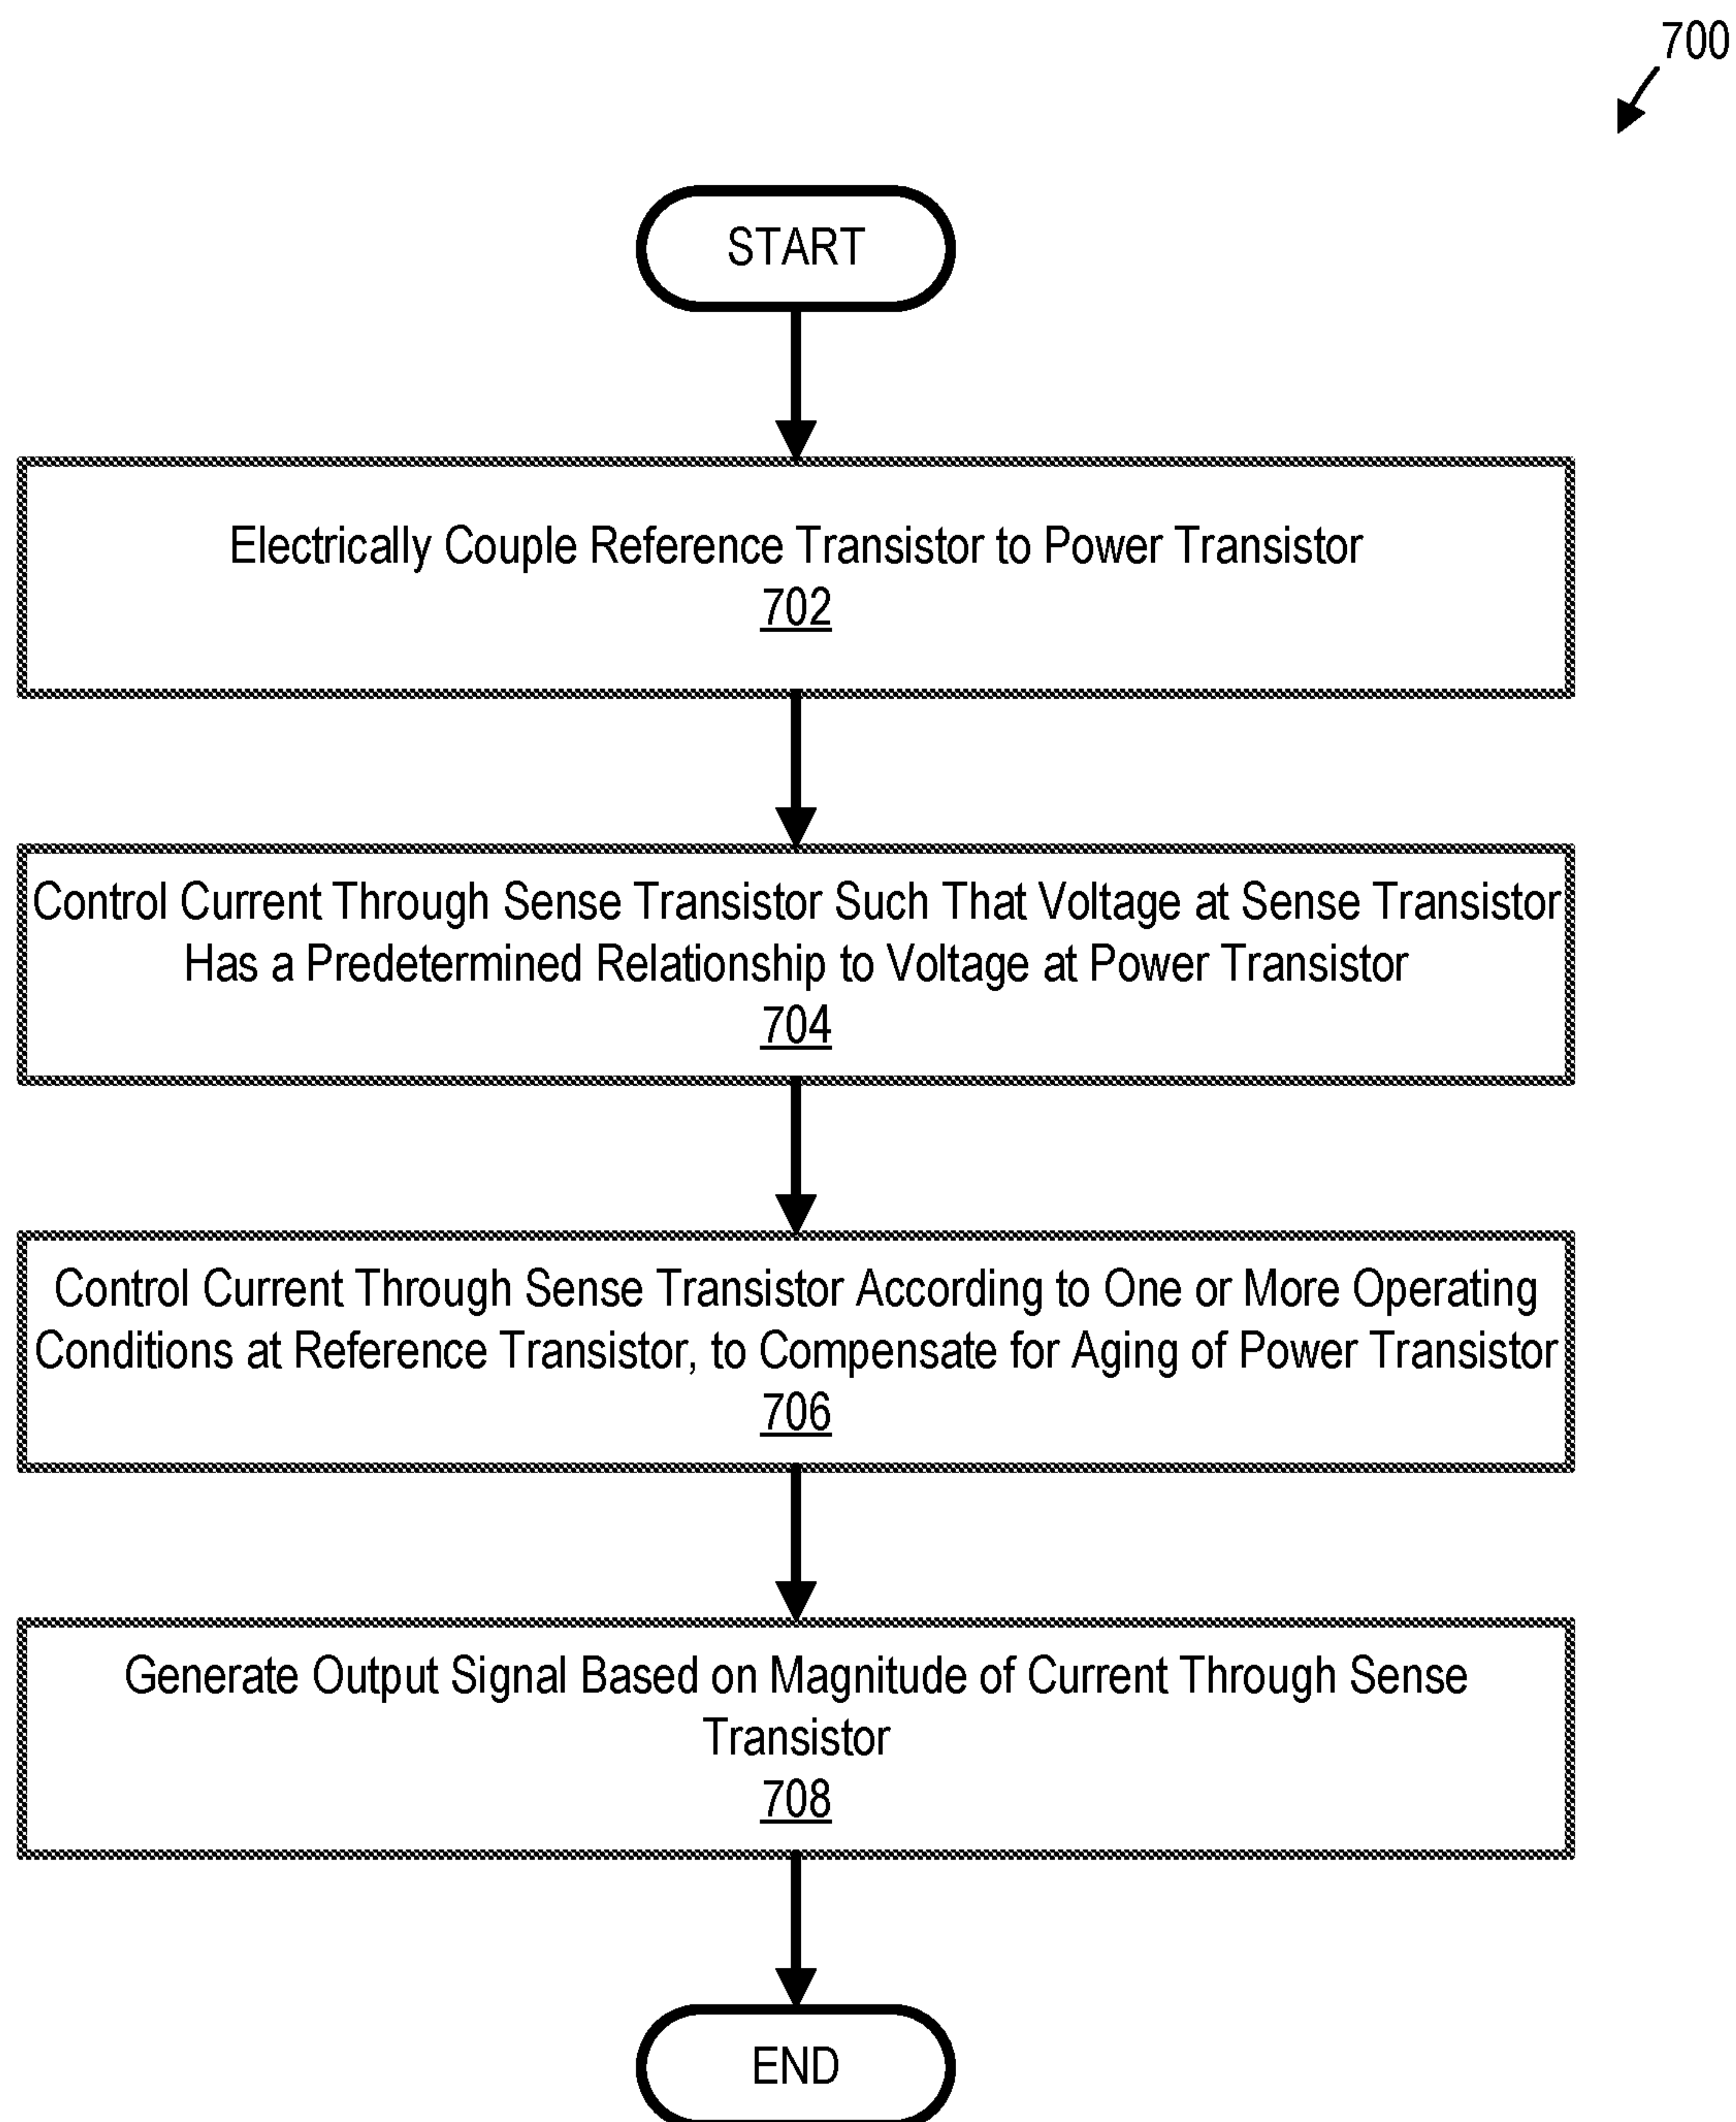 700
START
Electrically Couple Reference Transistor to Power Transistor
702
Control Current Through Sense Transistor Such That Voltage at Sense Transistor
Has a Predetermined Relationship to Voltage at Power Transistor
704
Control Current Through Sense Transistor According to One or More Operating
Conditions at Reference Transistor, to Compensate for Aging of Power Transistor
706
Generate Output Signal Based on Magnitude of Current Through Sense
Transistor
708
END